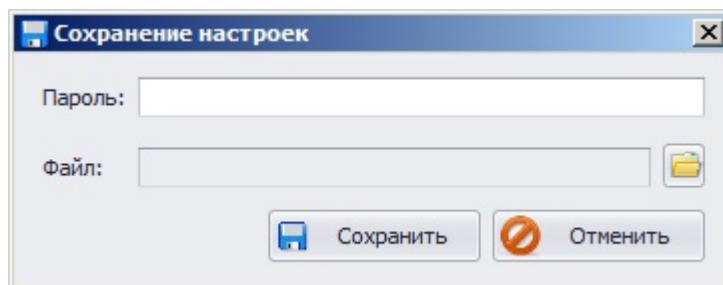 Сохранение настроек
Пароль:
Файл:
Сохранить Отменить